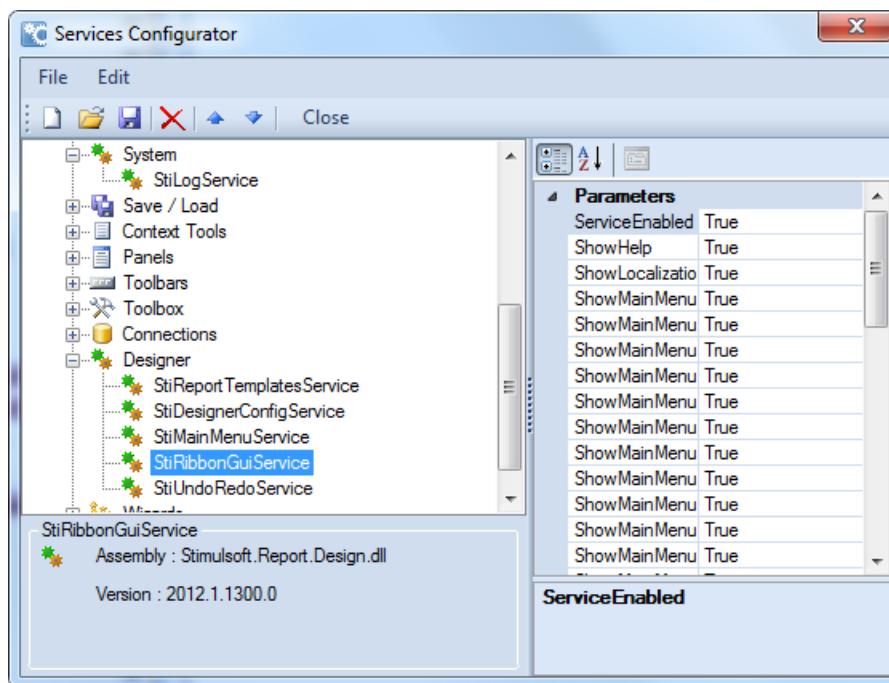 Services Configurator
File Edit
Close
System
StiLogService
Save / Load
Context Tools
Panels
Toolbars
Toolbox
Connections
Designer
StiReportTemplatesService
StiDesignerConfigService
StiMainMenuService
StiRibbonGuiService
StiUndoRedoService
Wizards
StiRibbonGuiService
Assembly : Stimulsoft.Report.Design.dll
Version : 2012.1.1300.0
A
Z
Parameters
ServiceEnabled True
ShowHelp True
ShowLocalizatio True
ShowMainMenu True
ShowMainMenu True
ShowMainMenu True
ShowMainMenu True
ShowMainMenu True
ShowMainMenu True
ShowMainMenu True
ShowMainMenu True
ShowMainMenu True
ShowMainMenu True
ShowMainMenu True
ServiceEnabled